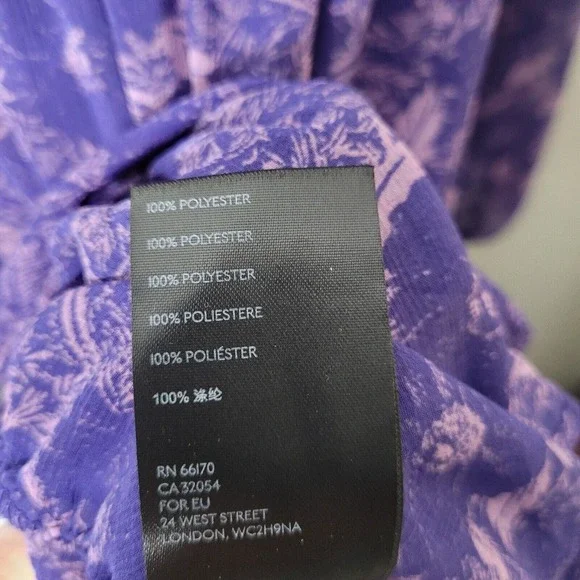 100% POLYESTER
100% POLYESTER
100% POLYESTER
100% POLIESTERE
100% POLIÉSTER
100% 涤纶
RN 66170
CA 32054
FOR EU
24 WEST STREET
LONDON, WC2H9NA